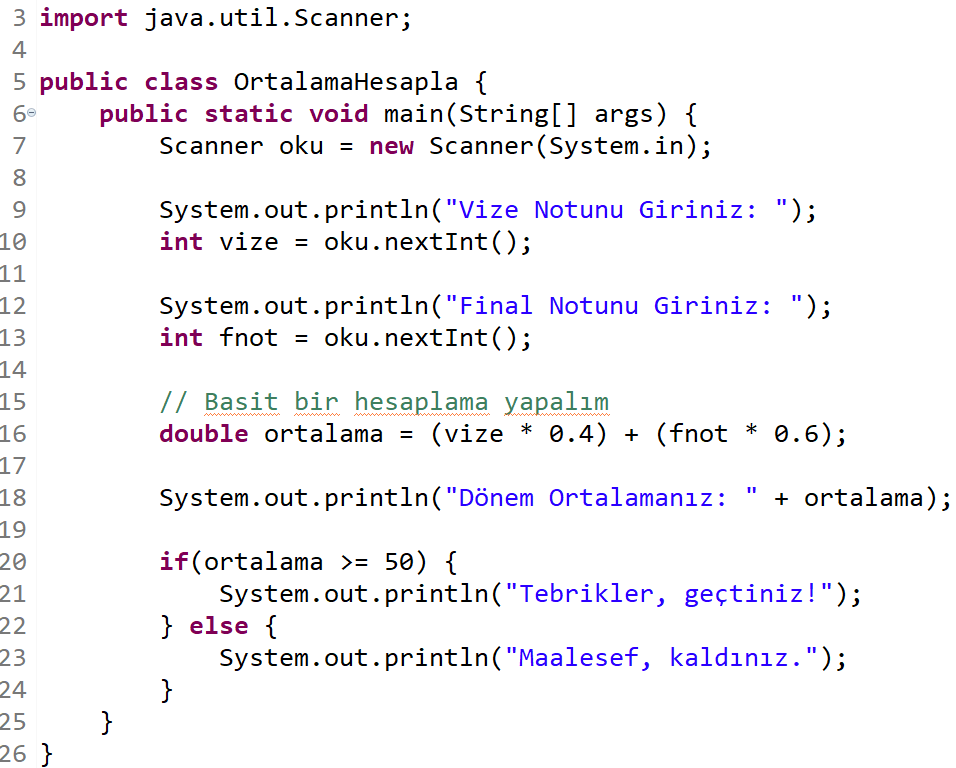 3 import java.util.Scanner;
4
5 public class OrtalamaHesapla {
6     public static void main(String[] args) {
7         Scanner oku = new Scanner(System.in);
8
9         System.out.println("Vize Notunu Giriniz: ");
10         int vize = oku.nextInt();
11
12         System.out.println("Final Notunu Giriniz: ");
13         int fnot = oku.nextInt();
14
15         // Basit bir hesaplama yapalım
16         double ortalama = (vize * 0.4) + (fnot * 0.6);
17
18         System.out.println("Dönem Ortalamanız: " + ortalama);
19
20         if(ortalama >= 50) {
21             System.out.println("Tebrikler, geçtiniz!");
22         } else {
23             System.out.println("Maalesef, kaldınız.");
24         }
25     }
26 }